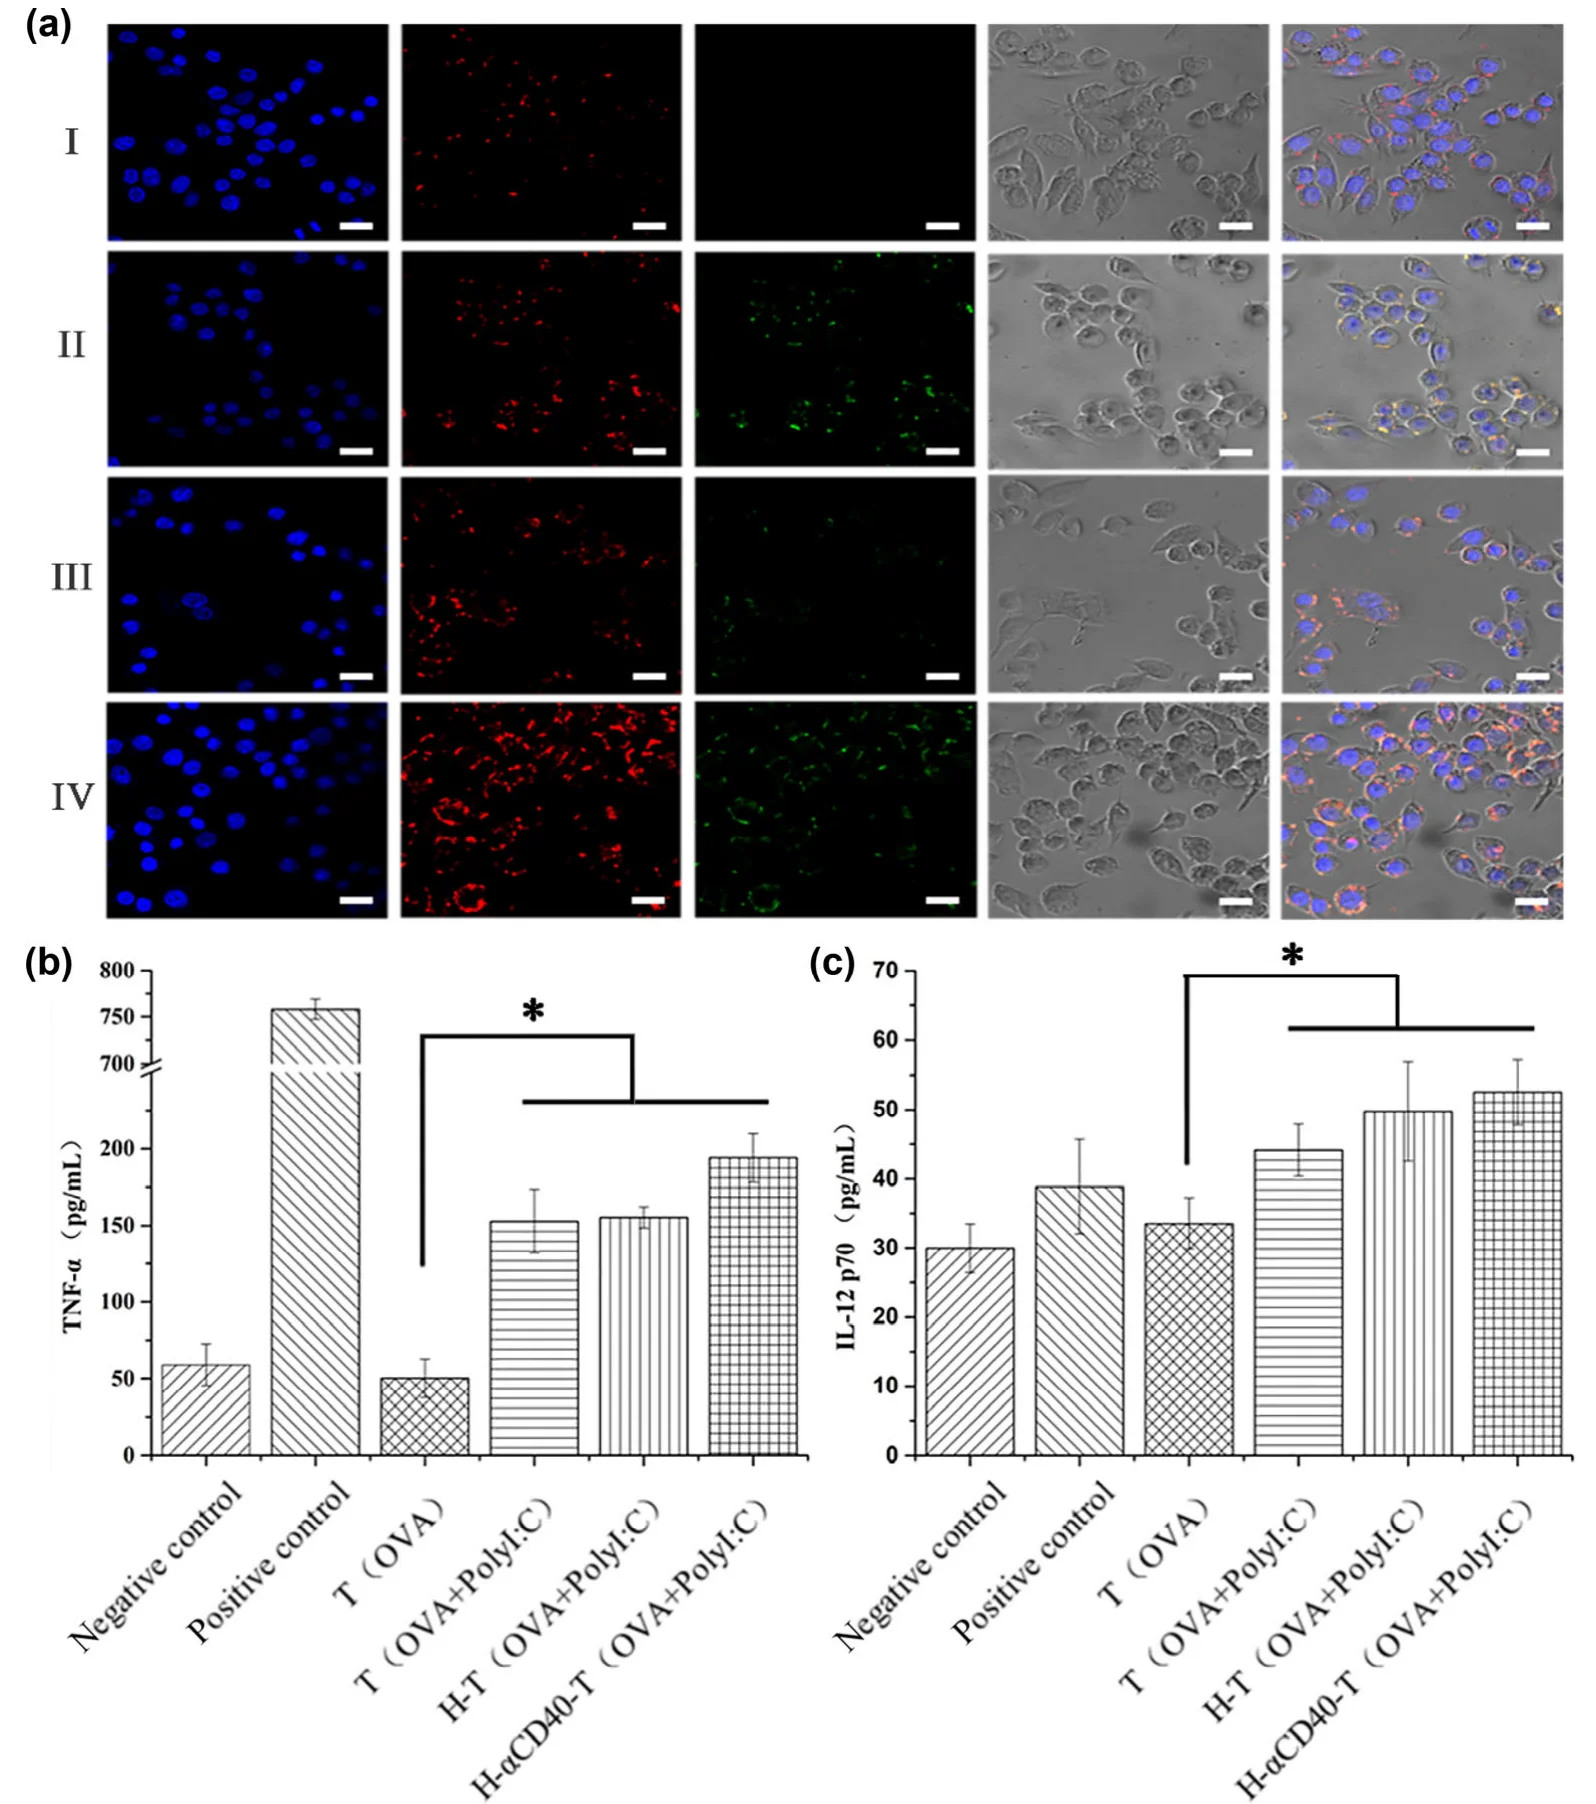 (a)
I
II
III
IV
(b)
800
750
700
200
150
100
50
0
TNF-α（pg/mL）
*
Negative control
Positive control
T（OVA）
T（OVA+PolyI:C）
H-T（OVA+PolyI:C）
H-αCD40-T（OVA+PolyI:C）
(c)
70
60
50
40
30
20
10
0
IL-12 p70（pg/mL）
*
Negative control
Positive control
T（OVA）
T（OVA+PolyI:C）
H-T（OVA+PolyI:C）
H-αCD40-T（OVA+PolyI:C）